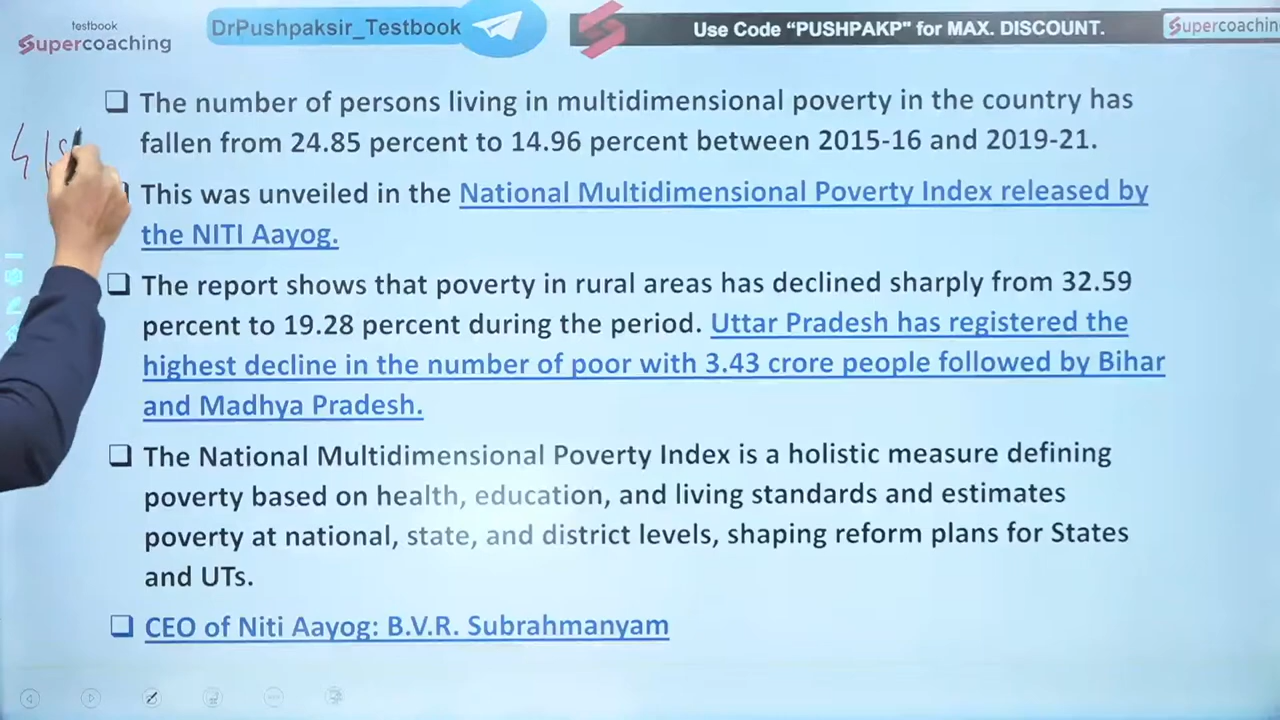 testbook
Supercoaching
DrPushpaksir_Testbook
Use Code “PUSHPAKP" for MAX. DISCOUNT.
Supercoachin
The number of persons living in multidimensional poverty in the country has
fallen from 24.85 percent to 14.96 percent between 2015-16 and 2019-21.
This was unveiled in the National Multidimensional Poverty Index released by
the NITI Aayog.
The report shows that poverty in rural areas has declined sharply from 32.59
percent to 19.28 percent during the period. Uttar Pradesh has registered the
highest decline in the number of poor with 3.43 crore people followed by Bihar
and Madhya Pradesh.
The National Multidimensional Poverty Index is a holistic measure defining
poverty based on health, education, and living standards and estimates
poverty at national, state, and district levels, shaping reform plans for States
and UTs.
CEO of Niti Aayog: B.V.R. Subrahmanyam